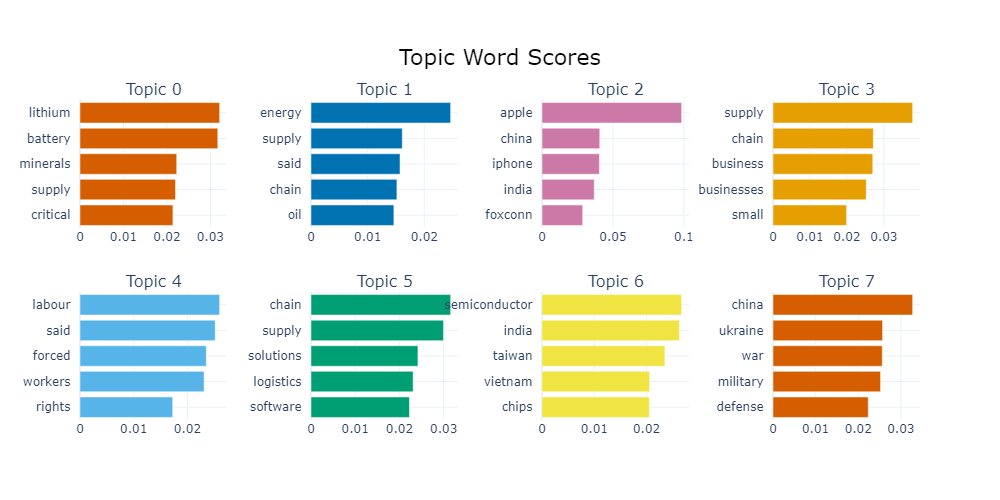 Topic Word Scores
Topic 0 Topic 1 Topic 2 Topic 3
lithium energy apple supply
battery supply china chain
minerals said iphone business
supply chain india businesses
critical oil foxconn small
0 0.01 0.02 0.03 0 0.01 0.02 0 0.05 0.1 0 0.01 0.02 0.03
Topic 4 Topic 5 Topic 6 Topic 7
labour chain semiconductor china
said supply india ukraine
forced solutions taiwan war
workers logistics vietnam military
rights software chips defense
0 0.01 0.02 0 0.01 0.02 0.03 0 0.01 0.02 0 0.01 0.02 0.03